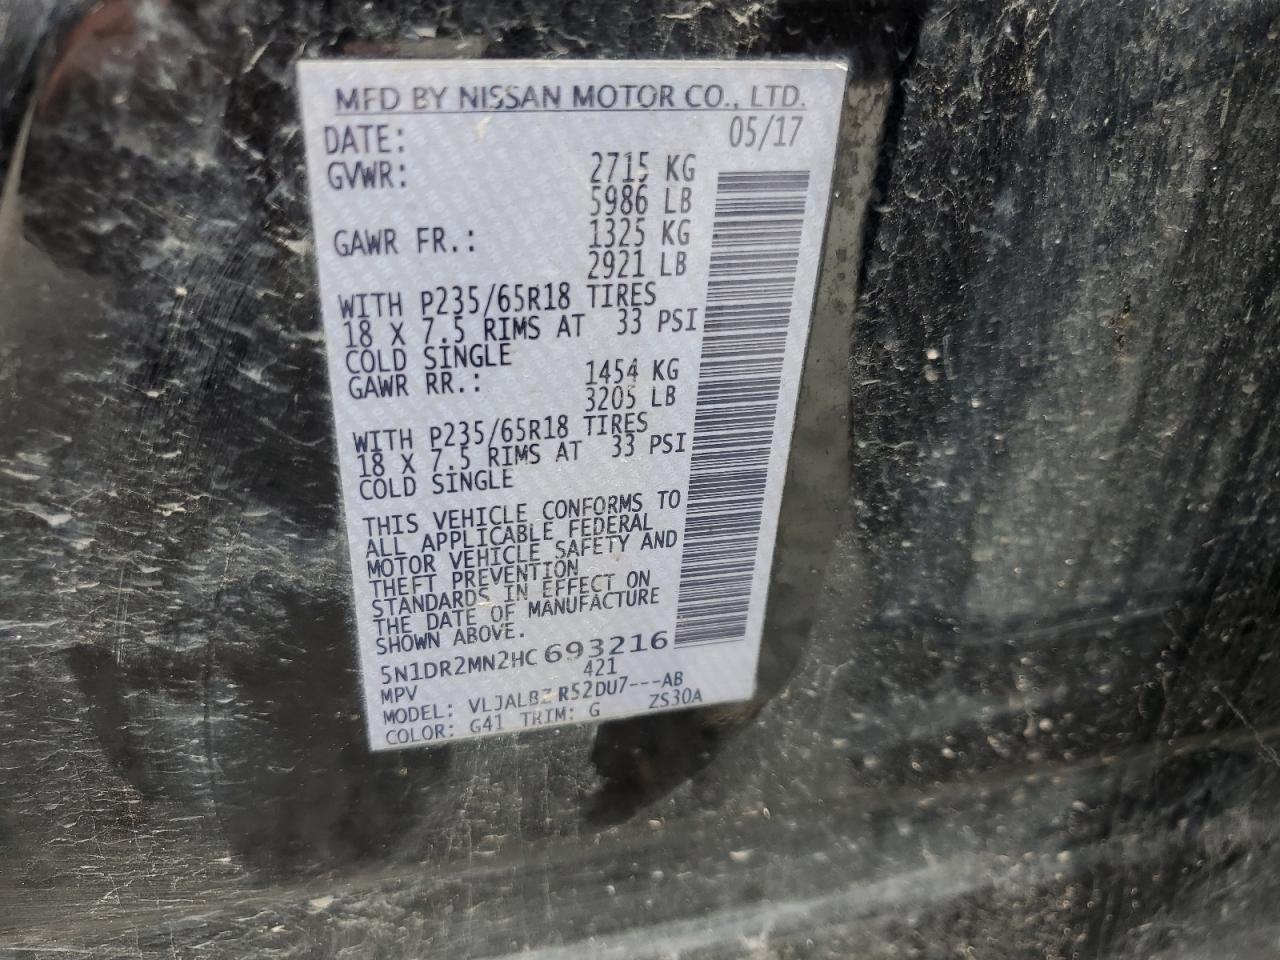 MFD BY NISSAN MOTOR CO., LTD.
DATE: 05/17
GVWR: 2715 KG
5986 LB
GAWR FR.: 1325 KG
2921 LB
WITH P235/65R18 TIRES
18 X 7.5 RIMS AT 33 PSI
COLD SINGLE
GAWR RR.: 1454 KG
3205 LB
WITH P235/65R18 TIRES
18 X 7.5 RIMS AT 33 PSI
COLD SINGLE
THIS VEHICLE CONFORMS TO
ALL APPLICABLE FEDERAL
MOTOR VEHICLE SAFETY AND
THEFT PREVENTION
STANDARDS IN EFFECT ON
THE DATE OF MANUFACTURE
SHOWN ABOVE.
5N1DR2MN2HC693216
MPV 421
MODEL: R52DU7---AB
COLOR: G41 TRIM: G ZS30A